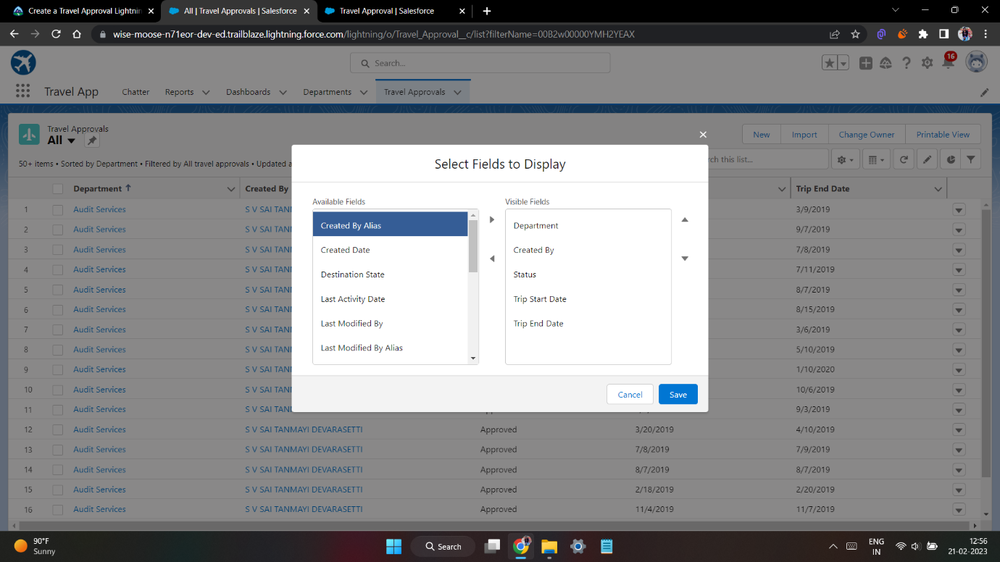 Create a Travel Approval Lightnin
All | Travel Approvals | Salesforce
Travel Approval | Salesforce
wise-moose-n71eor-dev-ed.trailblaze.lightning.force.com/lightning/o/Travel_Approval__c/list?filterName=00B2w00000YMH2YEAX
Search...
16
Travel App
Chatter
Reports
Dashboards
Departments
Travel Approvals
Travel Approvals
All
New
Import
Change Owner
Printable View
50+ items • Sorted by Department • Filtered by All travel approvals • Updated a
rch this list...
Department
Created By
Trip End Date
1 Audit Services S V SAI TAN 3/9/2019
2 Audit Services S V SAI TAN 9/7/2019
3 Audit Services S V SAI TAN 7/8/2019
4 Audit Services S V SAI TAN 7/11/2019
5 Audit Services S V SAI TAN 8/7/2019
6 Audit Services S V SAI TAN 8/15/2019
7 Audit Services S V SAI TAN 3/6/2019
8 Audit Services S V SAI TAN 5/10/2019
9 Audit Services S V SAI TAN 1/10/2020
10 Audit Services S V SAI TAN 10/6/2019
11 Audit Services S V SAI TAN 9/3/2019
12 Audit Services S V SAI TANMAYI DEVARASETTI Approved 3/20/2019 4/10/2019
13 Audit Services S V SAI TANMAYI DEVARASETTI Approved 7/8/2019 7/9/2019
14 Audit Services S V SAI TANMAYI DEVARASETTI Approved 8/7/2019 8/7/2019
15 Audit Services S V SAI TANMAYI DEVARASETTI Approved 2/18/2019 2/20/2019
16 Audit Services S V SAI TANMAYI DEVARASETTI Approved 11/4/2019 11/7/2019
Select Fields to Display
Available Fields
Created By Alias
Created Date
Destination State
Last Activity Date
Last Modified By
Last Modified By Alias
Visible Fields
Department
Created By
Status
Trip Start Date
Trip End Date
Cancel
Save
90°F
Sunny
Search
ENG
IN
12:56
21-02-2023